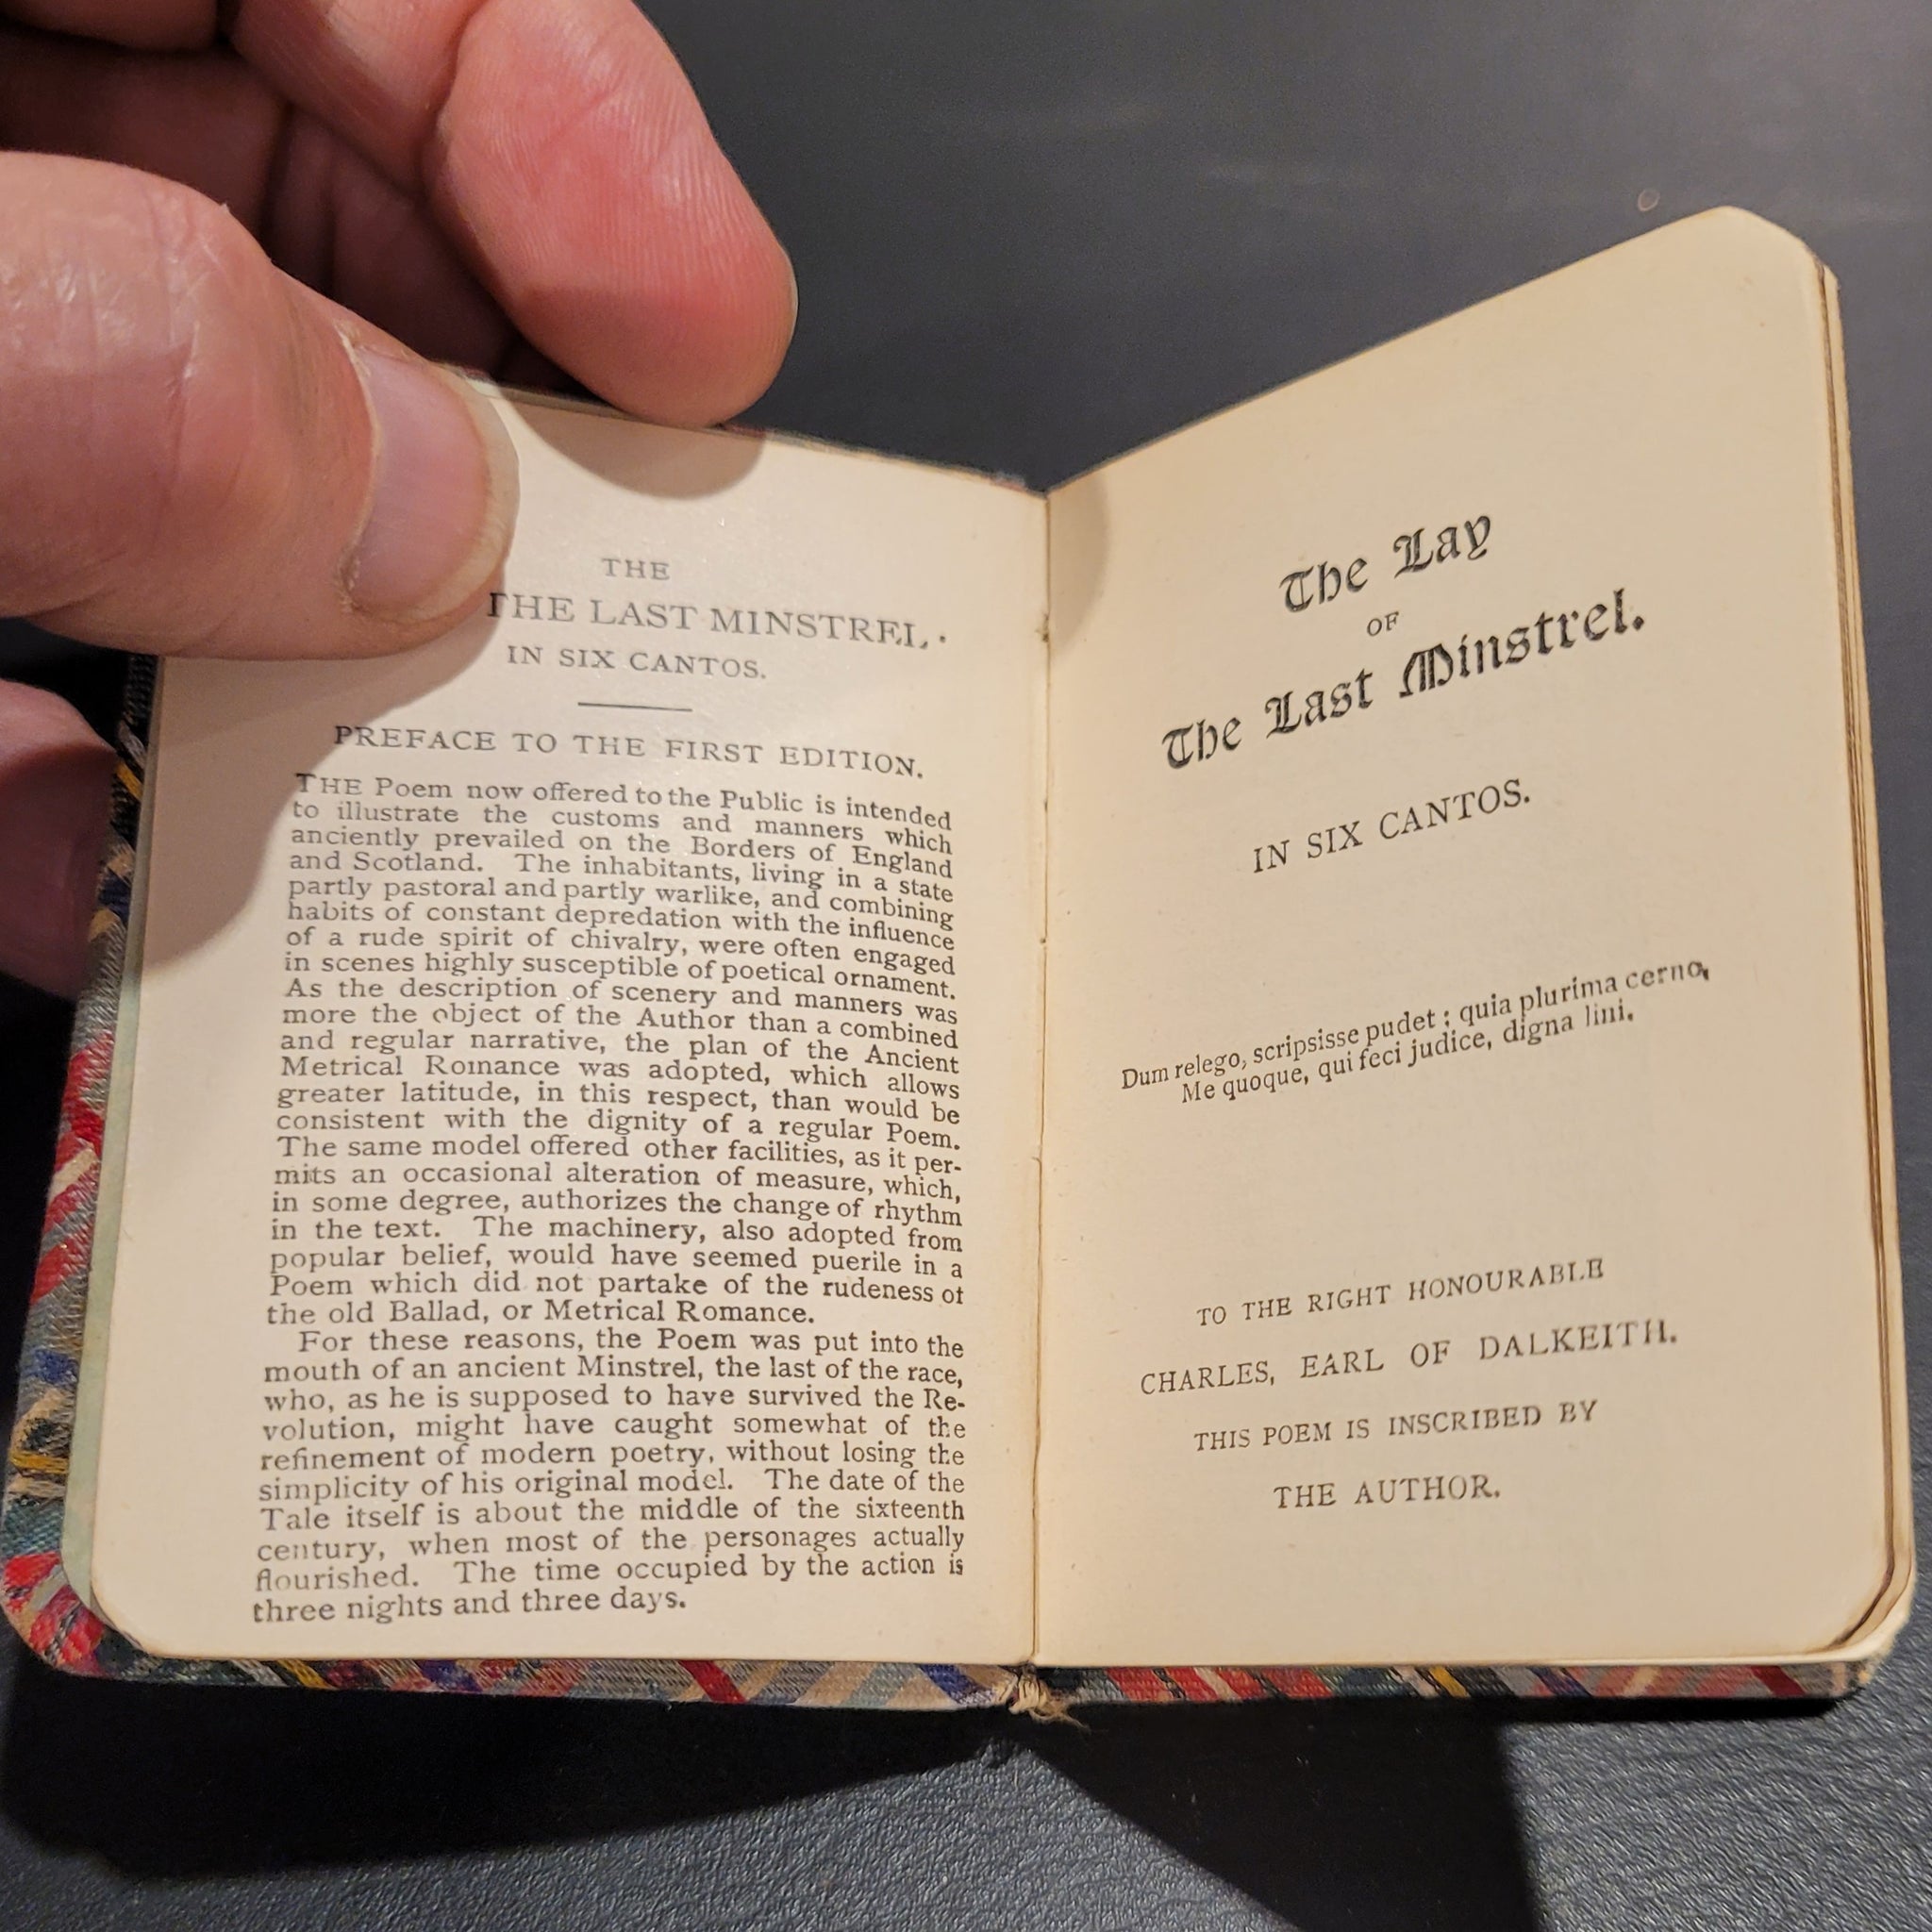 THE
THE LAST MINSTREL.
IN SIX CANTOS.
PREFACE TO THE FIRST EDITION.
THE Poem now offered to the Public is intended
to illustrate the customs and manners which
anciently prevailed on the Borders of England
and Scotland. The inhabitants, living in a state
partly pastoral and partly warlike, and combining
habits of constant depredation with the influence
of a rude spirit of chivalry, were often engaged
in scenes highly susceptible of poetical ornament.
As the description of scenery and manners was
more the object of the Author than a combined
and regular narrative, the plan of the Ancient
Metrical Romance was adopted, which allows
greater latitude, in this respect, than would be
consistent with the dignity of a regular Poem.
The same model offered other facilities, as it per-
mits an occasional alteration of measure, which,
in some degree, authorizes the change of rhythm
in the text. The machinery, also adopted from
popular belief, would have seemed puerile in a
Poem which did not partake of the rudeness of
the old Ballad, or Metrical Romance.
For these reasons, the Poem was put into the
mouth of an ancient Minstrel, the last of the race,
who, as he is supposed to have survived the Re-
volution, might have caught somewhat of the
refinement of modern poetry, without losing the
simplicity of his original model. The date of the
Tale itself is about the middle of the sixteenth
century, when most of the personages actually
flourished. The time occupied by the action is
three nights and three days.
The Lay
OF
The Last Minstrel.
IN SIX CANTOS.
Dum relego, scripsisse pudet; quia plurima cerno,
Me quoque, qui feci judice, digna lini.
TO THE RIGHT HONOURABLE
CHARLES, EARL OF DALKEITH.
THIS POEM IS INSCRIBED BY
THE AUTHOR.